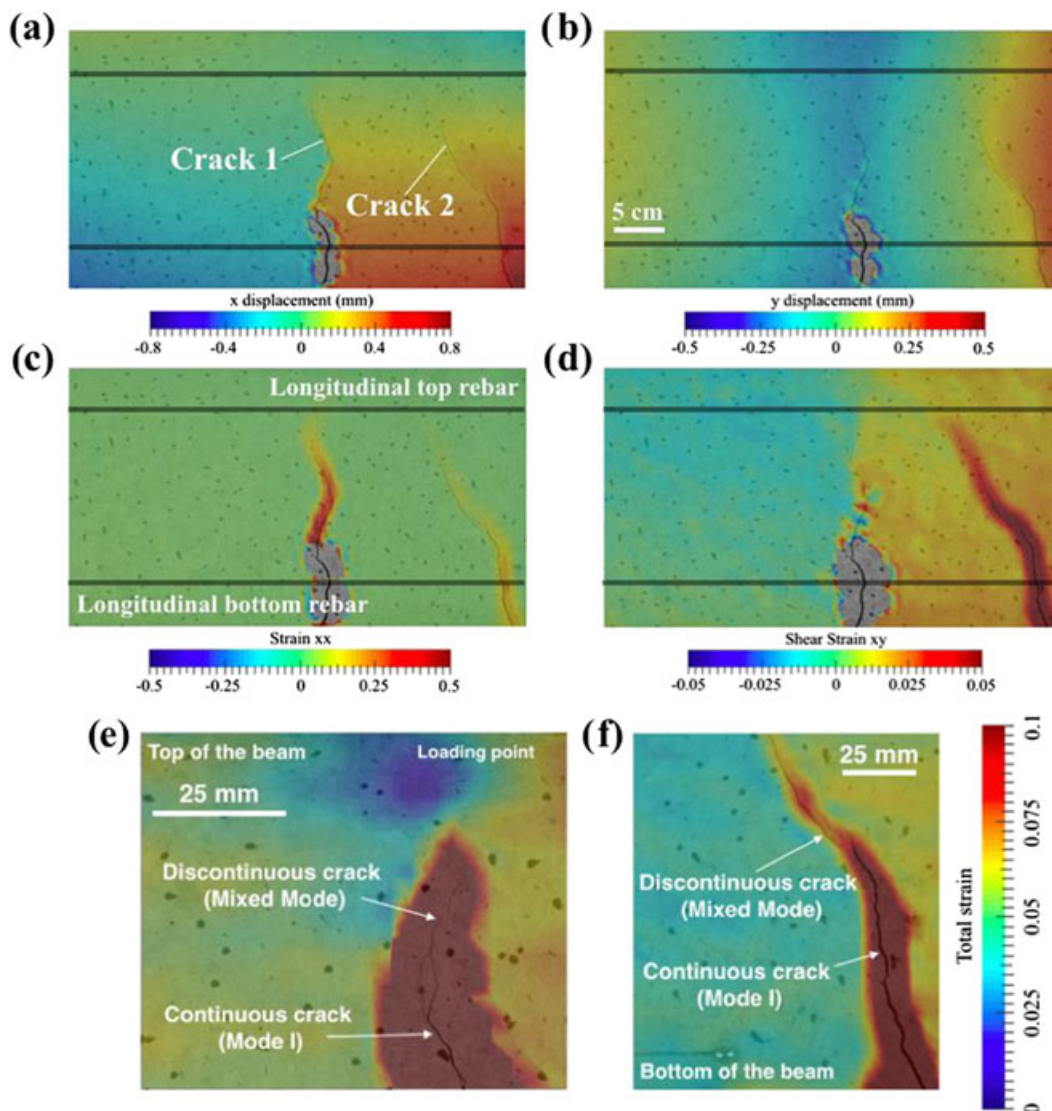 (a)
Crack 1
Crack 2
x displacement (mm)
-0.8 -0.4 0 0.4 0.8
(b)
5 cm
y displacement (mm)
-0.5 -0.25 0 0.25 0.5
(c)
Longitudinal top rebar
Longitudinal bottom rebar
Strain xx
-0.5 -0.25 0 0.25 0.5
(d)
Shear Strain xy
-0.05 -0.025 0 0.025 0.05
(e)
Top of the beam
Loading point
25 mm
Discontinuous crack
(Mixed Mode)
Continuous crack
(Mode I)
(f)
25 mm
Discontinuous crack
(Mixed Mode)
Continuous crack
(Mode I)
Bottom of the beam
Total strain
0 0.025 0.05 0.075 0.1